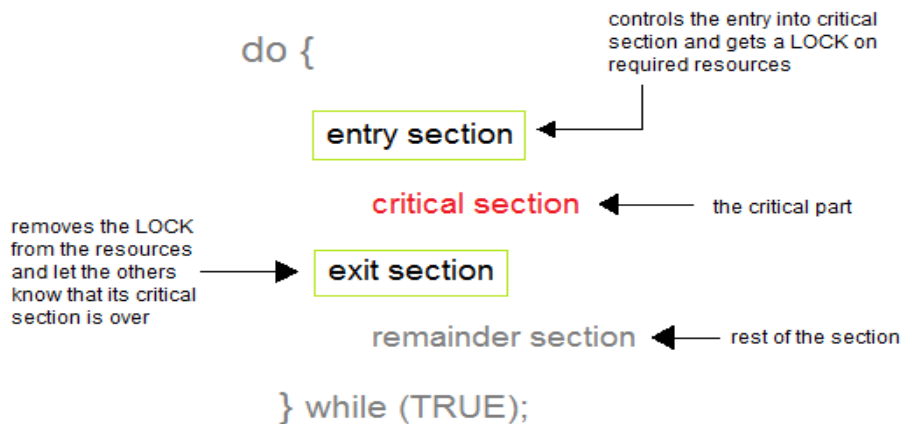 controls the entry into critical
section and gets a LOCK on
required resources
do {
entry section
critical section
the critical part
removes the LOCK
from the resources
and let the others
know that its critical
section is over
exit section
remainder section
rest of the section
} while (TRUE);